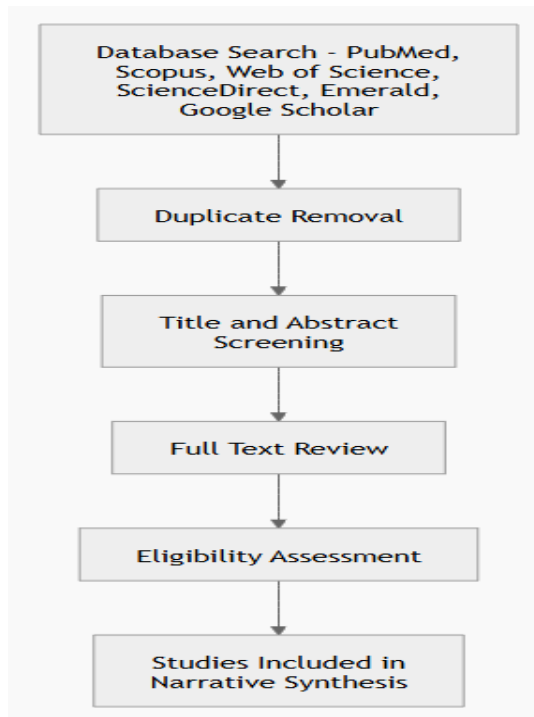 Database Search - PubMed,
Scopus, Web of Science,
ScienceDirect, Emerald,
Google Scholar
Duplicate Removal
Title and Abstract
Screening
Full Text Review
Eligibility Assessment
Studies Included in
Narrative Synthesis